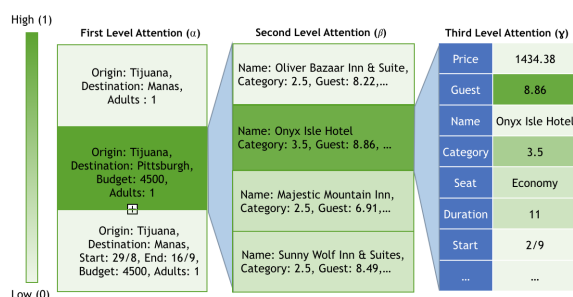 High (1)
First Level Attention (α)
Second Level Attention (β)
Third Level Attention (ɣ)
Origin: Tijuana,
Destination: Manas,
Adults : 1
Origin: Tijuana,
Destination: Pittsburgh,
Budget: 4500,
Adults: 1
Origin: Tijuana,
Destination: Manas,
Start: 29/8, End: 16/9,
Budget: 4500, Adults: 1
Name: Oliver Bazaar Inn & Suite,
Category: 2.5, Guest: 8.22,…
Name: Onyx Isle Hotel
Category: 3.5, Guest: 8.86, …
Name: Majestic Mountain Inn,
Category: 2.5, Guest: 6.91,…
Name: Sunny Wolf Inn & Suites,
Category: 2.5, Guest: 8.49,…
Price 1434.38
Guest 8.86
Name Onyx Isle Hotel
Category 3.5
Seat Economy
Duration 11
Start 2/9
… …
Low (0)